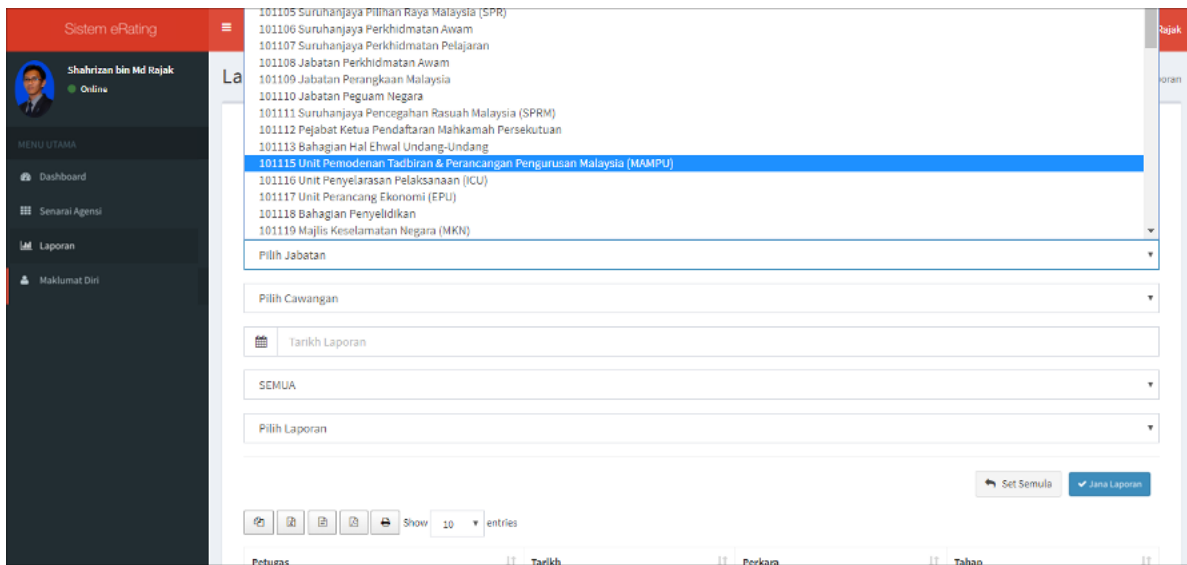 Sistem eRating
Shahrizan bin Md Rajak
Online
MENU UTAMA
Dashboard
Senarai Agensi
Laporan
Maklumat Diri
Rajak
La
oran
101105 Suruhanjaya Pilihan Raya Malaysia (SPR)
101106 Suruhanjaya Perkhidmatan Awam
101107 Suruhanjaya Perkhidmatan Pelajaran
101108 Jabatan Perkhidmatan Awam
101109 Jabatan Perangkaan Malaysia
101110 Jabatan Peguam Negara
101111 Suruhanjaya Pencegahan Rasuah Malaysia (SPRM)
101112 Pejabat Ketua Pendaftaran Mahkamah Persekutuan
101113 Bahagian Hal Ehwal Undang-Undang
101115 Unit Pemodenan Tadbiran & Perancangan Pengurusan Malaysia (MAMPU)
101116 Unit Penyelarasan Pelaksanaan (ICU)
101117 Unit Perancang Ekonomi (EPU)
101118 Bahagian Penyelidikan
101119 Majlis Keselamatan Negara (MKN)
Pilih Jabatan
Pilih Cawangan
Tarikh Laporan
SEMUA
Pilih Laporan
Set Semula
Jana Laporan
Show 10 entries
Petugas Tarikh Perkara Tahap